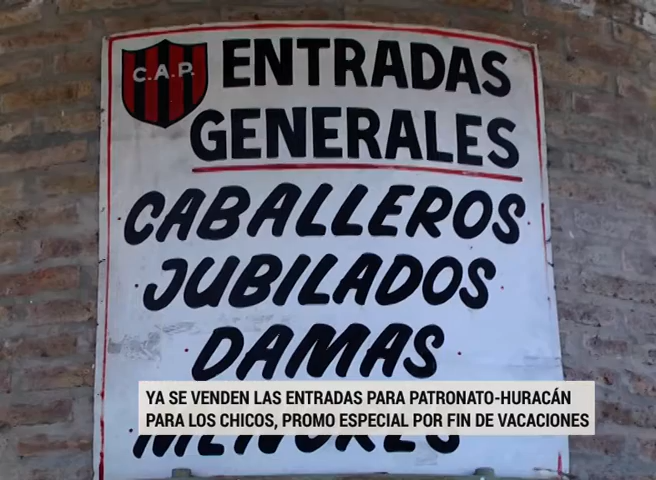 C.A.P.
ENTRADAS
GENERALES
CABALLEROS
JUBILADOS
DAMAS
YA SE VENDEN LAS ENTRADAS PARA PATRONATO-HURACÁN
PARA LOS CHICOS, PROMO ESPECIAL POR FIN DE VACACIONES
MENORES